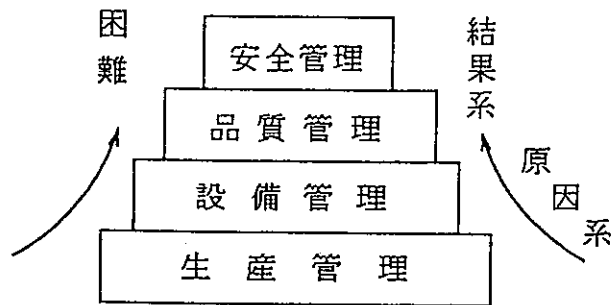 困難
安全管理
結果系
品質管理
設備管理
原因系
生産管理